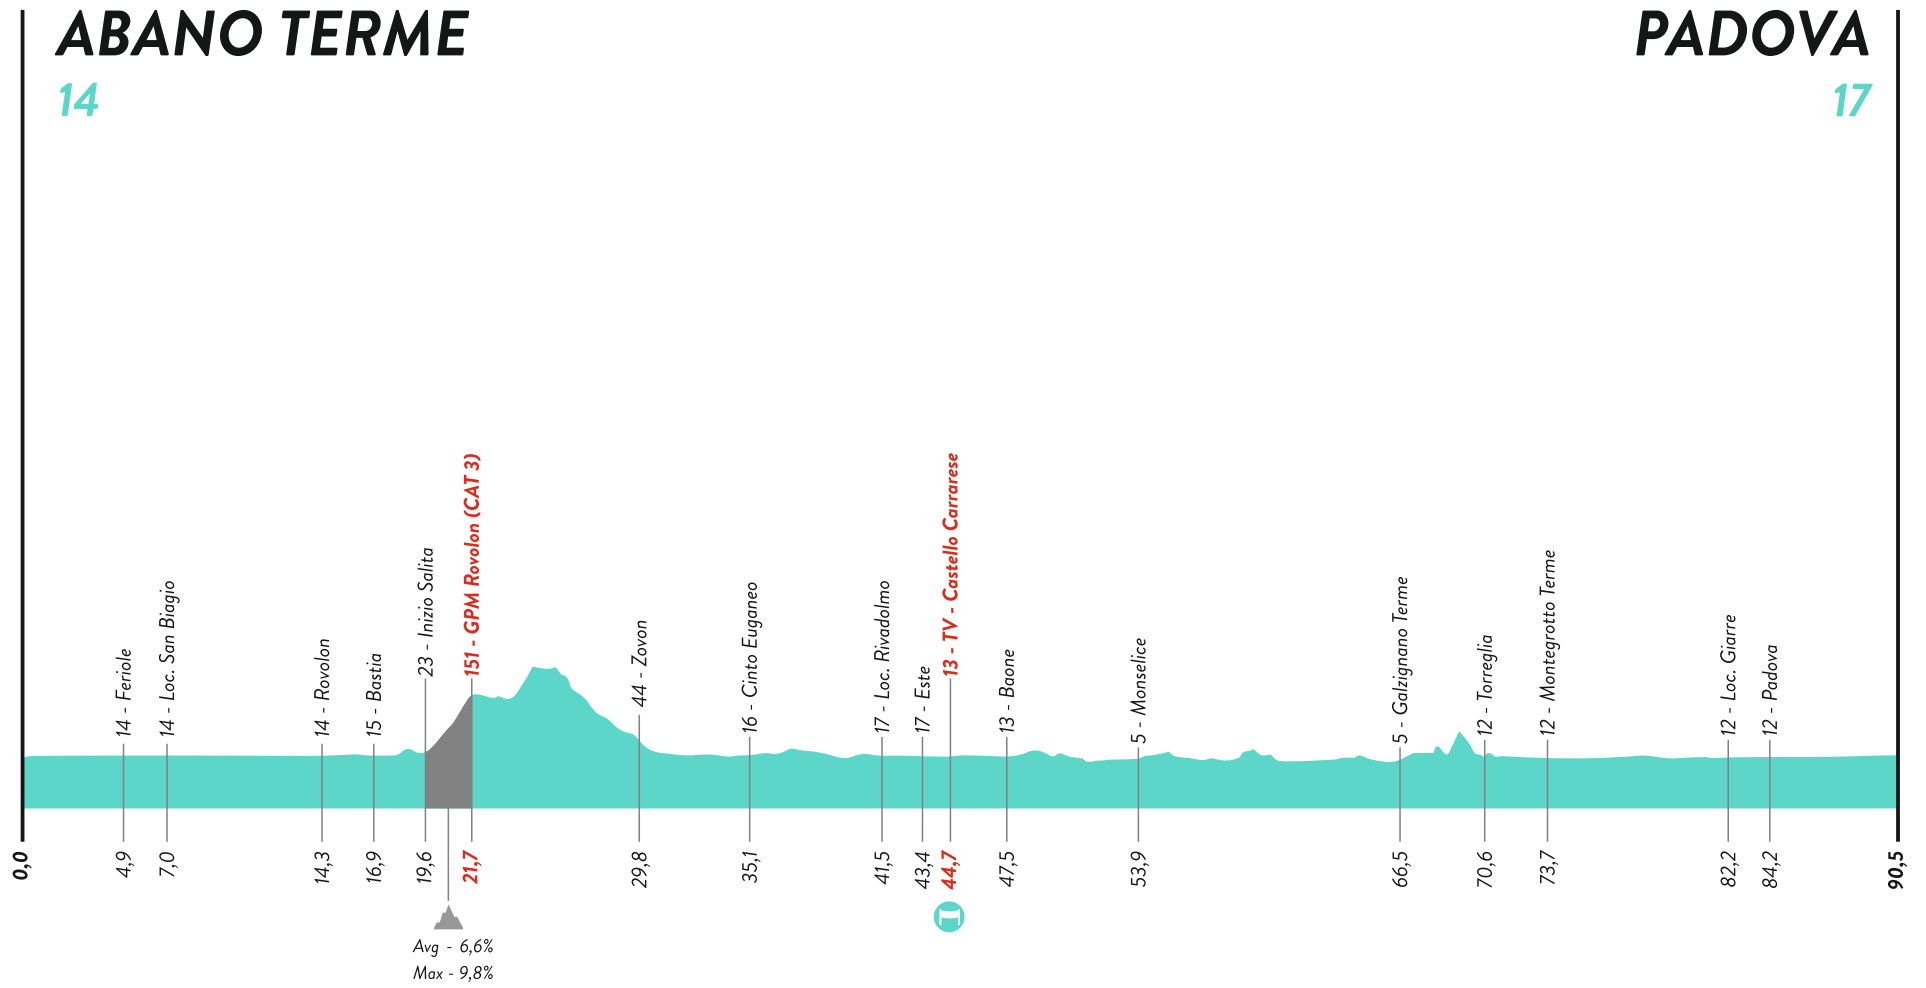 ABANO TERME
14
PADOVA
17
14 - Feriole
14 - Loc. San Biagio
14 - Rovolon
15 - Bastia
23 - Inizio Salita
151 - GPM Rovolon (CAT 3)
44 - Zovon
16 - Cinto Euganeo
17 - Loc. Rivadolmo
17 - Este
13 - TV - Castello Carrarese
13 - Baone
5 - Monselice
5 - Galzignano Terme
12 - Torreglia
12 - Montegrotto Terme
12 - Loc. Giarre
12 - Padova
0,0
4,9
7,0
14,3
16,9
19,6
21,7
29,8
35,1
41,5
43,4
44,7
47,5
53,9
66,5
70,6
73,7
82,2
84,2
90,5
Avg - 6,6%
Max - 9,8%